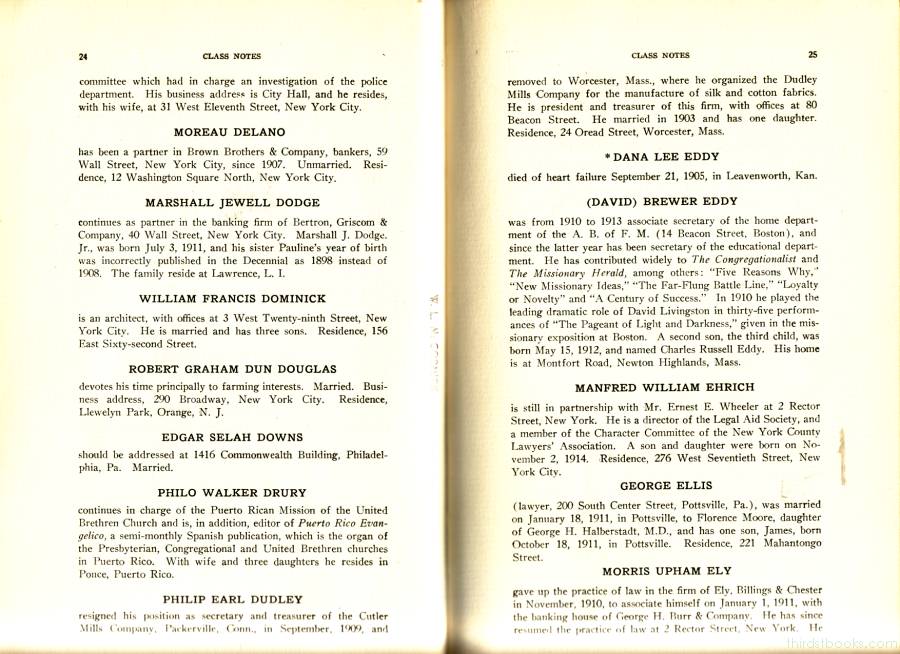 24 CLASS NOTES
committee which had in charge an investigation of the police
department. His business address is City Hall, and he resides,
with his wife, at 31 West Eleventh Street, New York City.
MOREAU DELANO
has been a partner in Brown Brothers & Company, bankers, 59
Wall Street, New York City, since 1907. Unmarried. Resi-
dence, 12 Washington Square North, New York City.
MARSHALL JEWELL DODGE
continues as partner in the banking firm of Bertron, Griscom &
Company, 40 Wall Street, New York City. Marshall J. Dodge,
Jr., was born July 3, 1911, and his sister Pauline's year of birth
was incorrectly published in the Decennial as 1898 instead of
1908. The family reside at Lawrence, L. I.
WILLIAM FRANCIS DOMINICK
is an architect, with offices at 3 West Twenty-ninth Street, New
York City. He is married and has three sons. Residence, 156
East Sixty-second Street.
ROBERT GRAHAM DUN DOUGLAS
devotes his time principally to farming interests. Married. Busi-
ness address, 290 Broadway, New York City. Residence,
Llewelyn Park, Orange, N. J.
EDGAR SELAH DOWNS
should be addressed at 1416 Commonwealth Building, Philadel-
phia, Pa. Married.
PHILO WALKER DRURY
continues in charge of the Puerto Rican Mission of the United
Brethren Church and is, in addition, editor of Puerto Rico Evan-
gelico, a semi-monthly Spanish publication, which is the organ of
the Presbyterian, Congregational and United Brethren churches
in Puerto Rico. With wife and three daughters he resides in
Ponce, Puerto Rico.
PHILIP EARL DUDLEY
resigned his position as secretary and treasurer of the Cutler
Mills Company, Packerville, Conn., in September, 1909, and
CLASS NOTES 25
removed to Worcester, Mass., where he organized the Dudley
Mills Company for the manufacture of silk and cotton fabrics.
He is president and treasurer of this firm, with offices at 80
Beacon Street. He married in 1903 and has one daughter.
Residence, 24 Oread Street, Worcester, Mass.
*DANA LEE EDDY
died of heart failure September 21, 1905, in Leavenworth, Kan.
(DAVID) BREWER EDDY
was from 1910 to 1913 associate secretary of the home depart-
ment of the A. B. of F. M. (14 Beacon Street, Boston), and
since the latter year has been secretary of the educational depart-
ment. He has contributed widely to The Congregationalist and
The Missionary Herald, among others: "Five Reasons Why,"
"New Missionary Ideas," "The Far-Flung Battle Line," "Loyalty
or Novelty" and "A Century of Success." In 1910 he played the
leading dramatic role of David Livingston in thirty-five perform-
ances of "The Pageant of Light and Darkness," given in the mis-
sionary exposition at Boston. A second son, the third child, was
born May 15, 1912, and named Charles Russell Eddy. His home
is at Montfort Road, Newton Highlands, Mass.
MANFRED WILLIAM EHRICH
is still in partnership with Mr. Ernest E. Wheeler at 2 Rector
Street, New York. He is a director of the Legal Aid Society, and
a member of the Character Committee of the New York County
Lawyers' Association. A son and daughter were born on No-
vember 2, 1914. Residence, 276 West Seventieth Street, New
York City.
GEORGE ELLIS
(lawyer, 200 South Center Street, Pottsville, Pa.), was married
on January 18, 1911, in Pottsville, to Florence Moore, daughter
of George H. Halberstadt, M.D., and has one son, James, born
October 18, 1911, in Pottsville. Residence, 221 Mahantongo
Street.
MORRIS UPHAM ELY
gave up the practice of law in the firm of Ely, Billings & Chester
in November, 1910, to associate himself on January 1, 1911, with
the banking house of George H. Burr & Company. He has since
resumed the practice of law at 2 Rector Street, New York. He
thirdstbooks.com